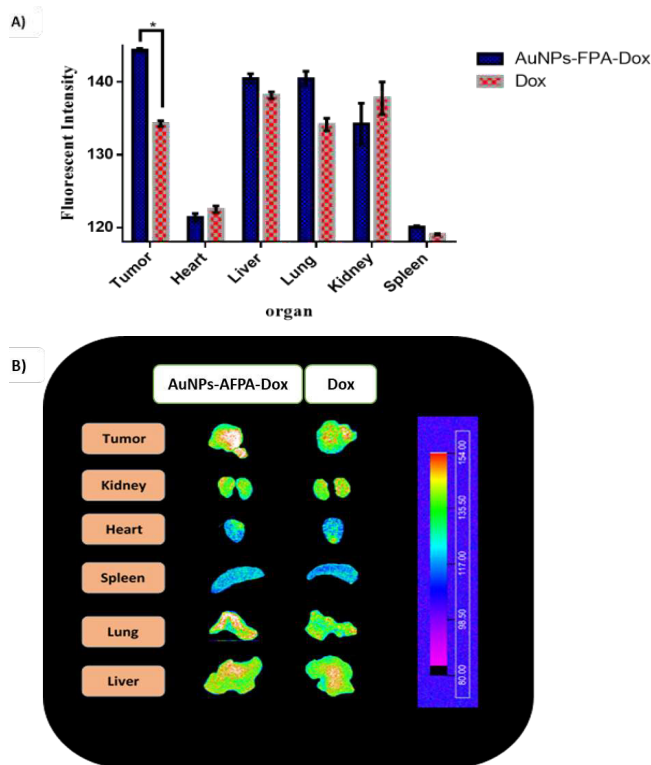 A)
*
AuNPs-FPA-Dox
Dox
Fluorescent Intensity
140
130
120
Tumor
Heart
Liver
Lung
Kidney
Spleen
organ
B)
AuNPs-AFPA-Dox
Dox
Tumor
Kidney
Heart
Spleen
Lung
Liver
154.00
135.50
117.00
98.50
80.00